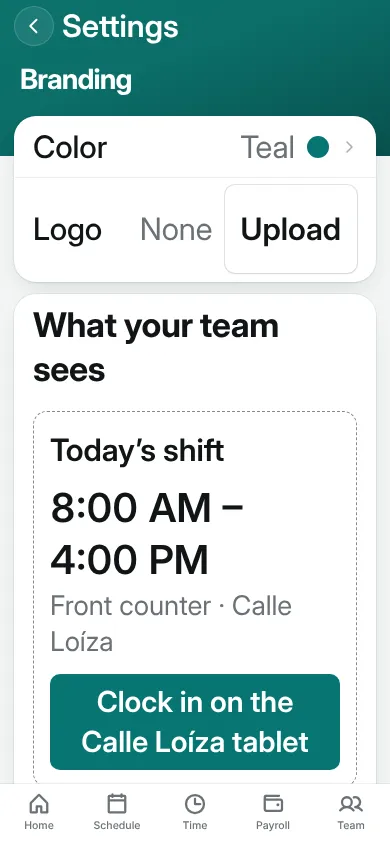 Settings
Branding
Color Teal
Logo None Upload
What your team
sees
Today’s shift
8:00 AM –
4:00 PM
Front counter · Calle
Loíza
Clock in on the
Calle Loíza tablet
Home Schedule Time Payroll Team